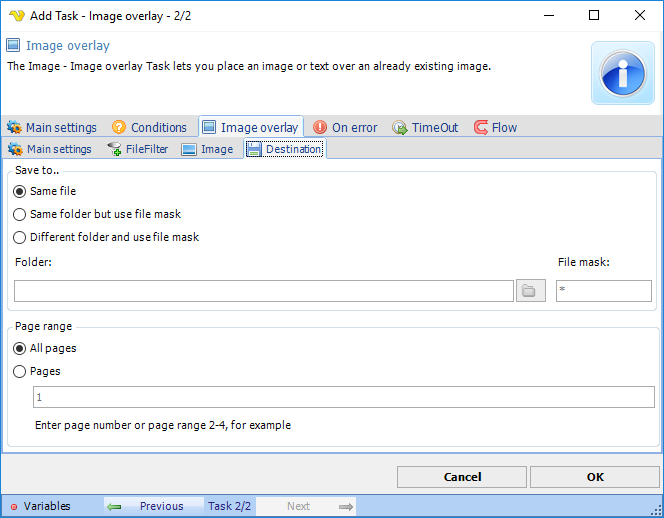 Add Task - Image overlay - 2/2
Image overlay
The Image - Image overlay Task lets you place an image or text over an already existing image.
Main settings Conditions Image overlay On error TimeOut Flow
Main settings FileFilter Image Destination
Save to..
Same file
Same folder but use file mask
Different folder and use file mask
Folder: File mask:
*
Page range
All pages
Pages
1
Enter page number or page range 2-4, for example
Cancel OK
Variables Previous Task 2/2 Next